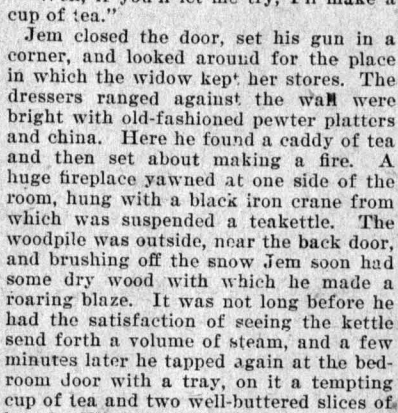 cup of tea."
Jem closed the door, set his gun in a
corner, and looked around for the place
in which the widow kept her stores. The
dressers ranged against the wall were
bright with old-fashioned pewter platters
and china. Here he found a caddy of tea
and then set about making a fire. A
huge fireplace yawned at one side of the
room, hung with a black iron crane from
which was suspended a teakettle. The
woodpile was outside, near the back door,
and brushing off the snow Jem soon had
some dry wood with which he made a
roaring blaze. It was not long before he
had the satisfaction of seeing the kettle
send forth a volume of steam, and a few
minutes later he tapped again at the bed-
room door with a tray, on it a tempting
cup of tea and two well-buttered slices of